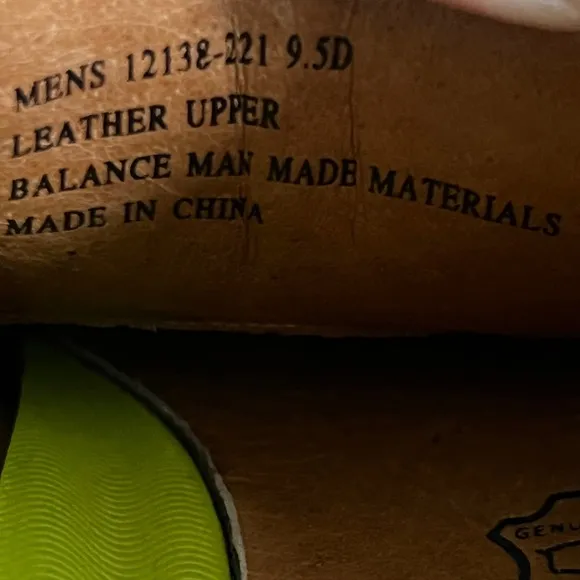 MENS 12138-221 9.5D
LEATHER UPPER
BALANCE MAN MADE MATERIALS
MADE IN CHINA